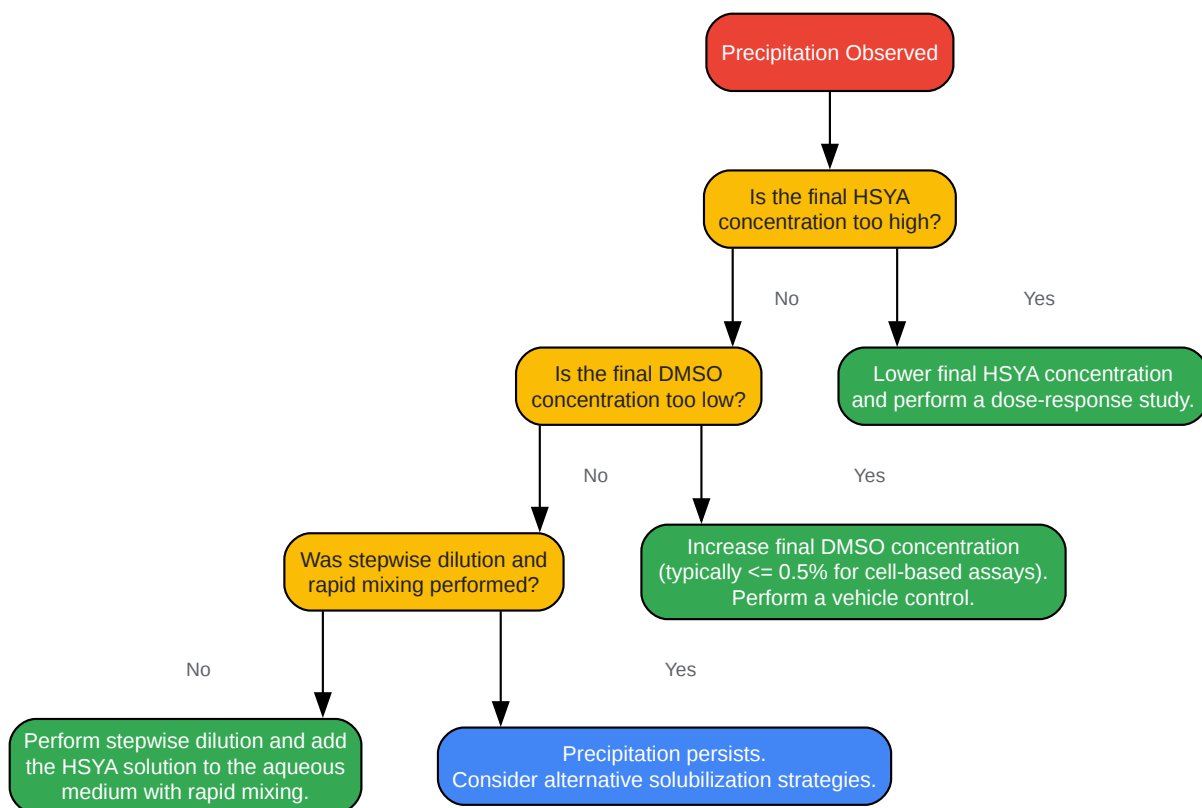 Precipitation Observed
Is the final HSYA
concentration too high?
No
Yes
Is the final DMSO
concentration too low?
Lower final HSYA concentration
and perform a dose-response study.
No
Yes
Was stepwise dilution and
rapid mixing performed?
Increase final DMSO concentration
(typically <= 0.5% for cell-based assays).
Perform a vehicle control.
No
Yes
Perform stepwise dilution and add
the HSYA solution to the aqueous
medium with rapid mixing.
Precipitation persists.
Consider alternative solubilization strategies.